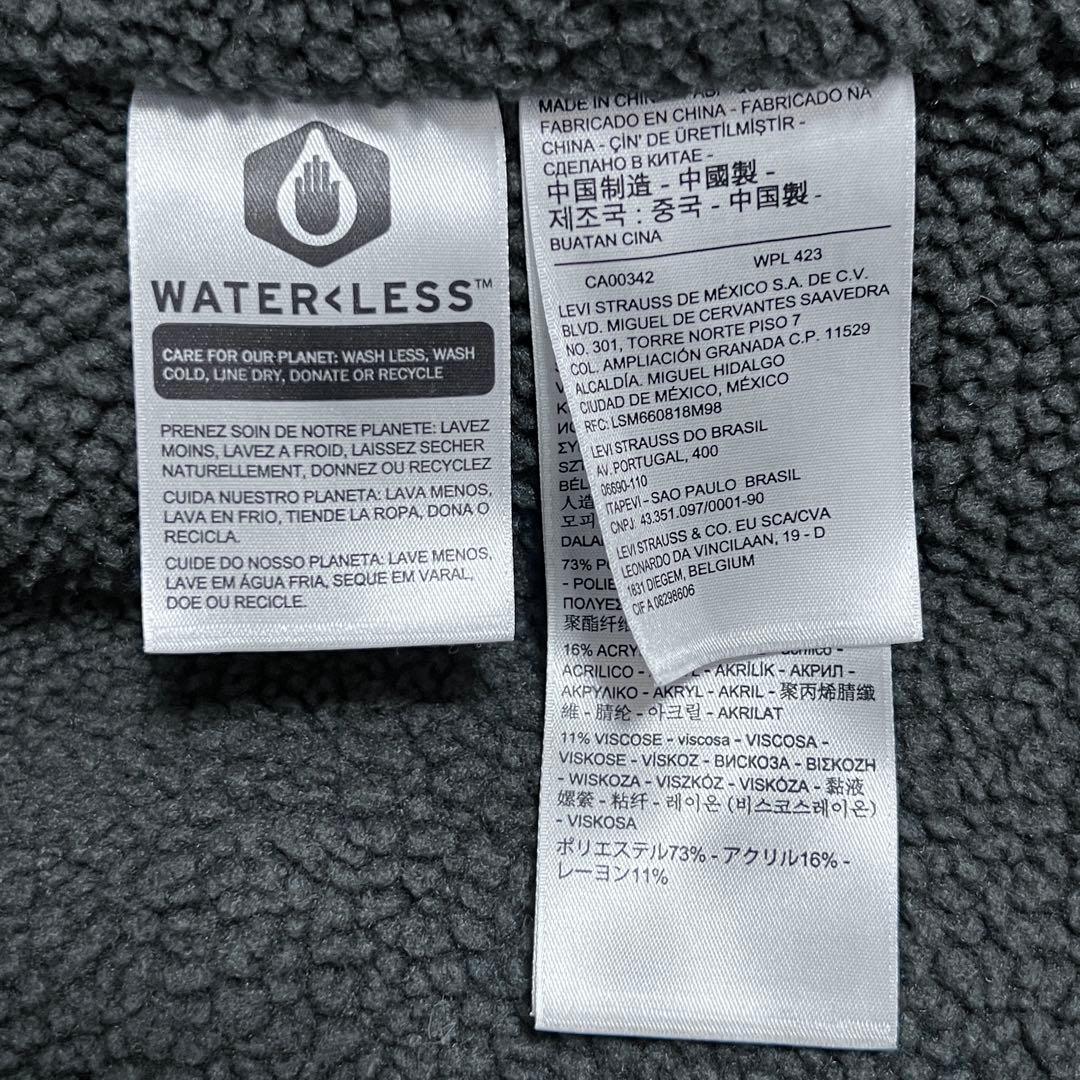 WATER<LESS™
CARE FOR OUR PLANET: WASH LESS, WASH
COLD, LINE DRY, DONATE OR RECYCLE
PRENEZ SOIN DE NOTRE PLANETE: LAVEZ
MOINS, LAVEZ A FROID, LAISSEZ SECHER
NATURELLEMENT, DONNEZ OU RECYCLEZ
CUIDA NUESTRO PLANETA: LAVA MENOS,
LAVA EN FRIO, TIENDE LA ROPA, DONA O
RECICLA.
CUIDE DO NOSSO PLANETA: LAVE MENOS,
LAVE EM ÁGUA FRIA, SEQUE EM VARAL,
DOE OU RECICLE.
MADE IN
FABRICADO EN CHINA - FABRICADO NA
CHINA - ÇİN' DE ÜRETİLMİŞTİR -
СДЕЛАНО В КИТАЕ -
中国制造 - 中國製 -
제조국 : 중국 - 中国製 -
BUATAN CINA
CA00342 WPL 423
LEVI STRAUSS DE MÉXICO S.A. DE C.V.
BLVD. MIGUEL DE CERVANTES SAAVEDRA
NO. 301, TORRE NORTE PISO 7
COL. AMPLIACIÓN GRANADA C.P. 11529
ALCALDÍA. MIGUEL HIDALGO
CIUDAD DE MÉXICO, MÉXICO
RFC: LSM660818M98
LEVI STRAUSS DO BRASIL
AV. PORTUGAL, 400
06690-110
ITAPEVI - SAO PAULO BRASIL
CNPJ: 43.351.097/0001-90
LEVI STRAUSS & CO. EU SCA/CVA
LEONARDO DA VINCILAAN, 19 - D
1831 DIEGEM, BELGIUM
CIF A 08298606
73%
16% ACRY
ACRILICO - AKRİLİK - АКРИЛ -
ΑΚΡΥΛΙΚΟ - AKRYL - AKRIL - 聚丙烯腈纖
維 - 腈纶 - 아크릴 - AKRILAT
11% VISCOSE - viscosa - VISCOSA -
VISKOSE - VİSKOZ - ВИСКОЗА - ΒΙΣΚΟΖΗ
- WISKOZA - VISZKÓZ - VISKÓZA - 黏液
嫘縈 - 粘纤 - 레이온 (비스코스레이온)
- VISKOSA
ポリエステル73% - アクリル16% -
レーヨン11%